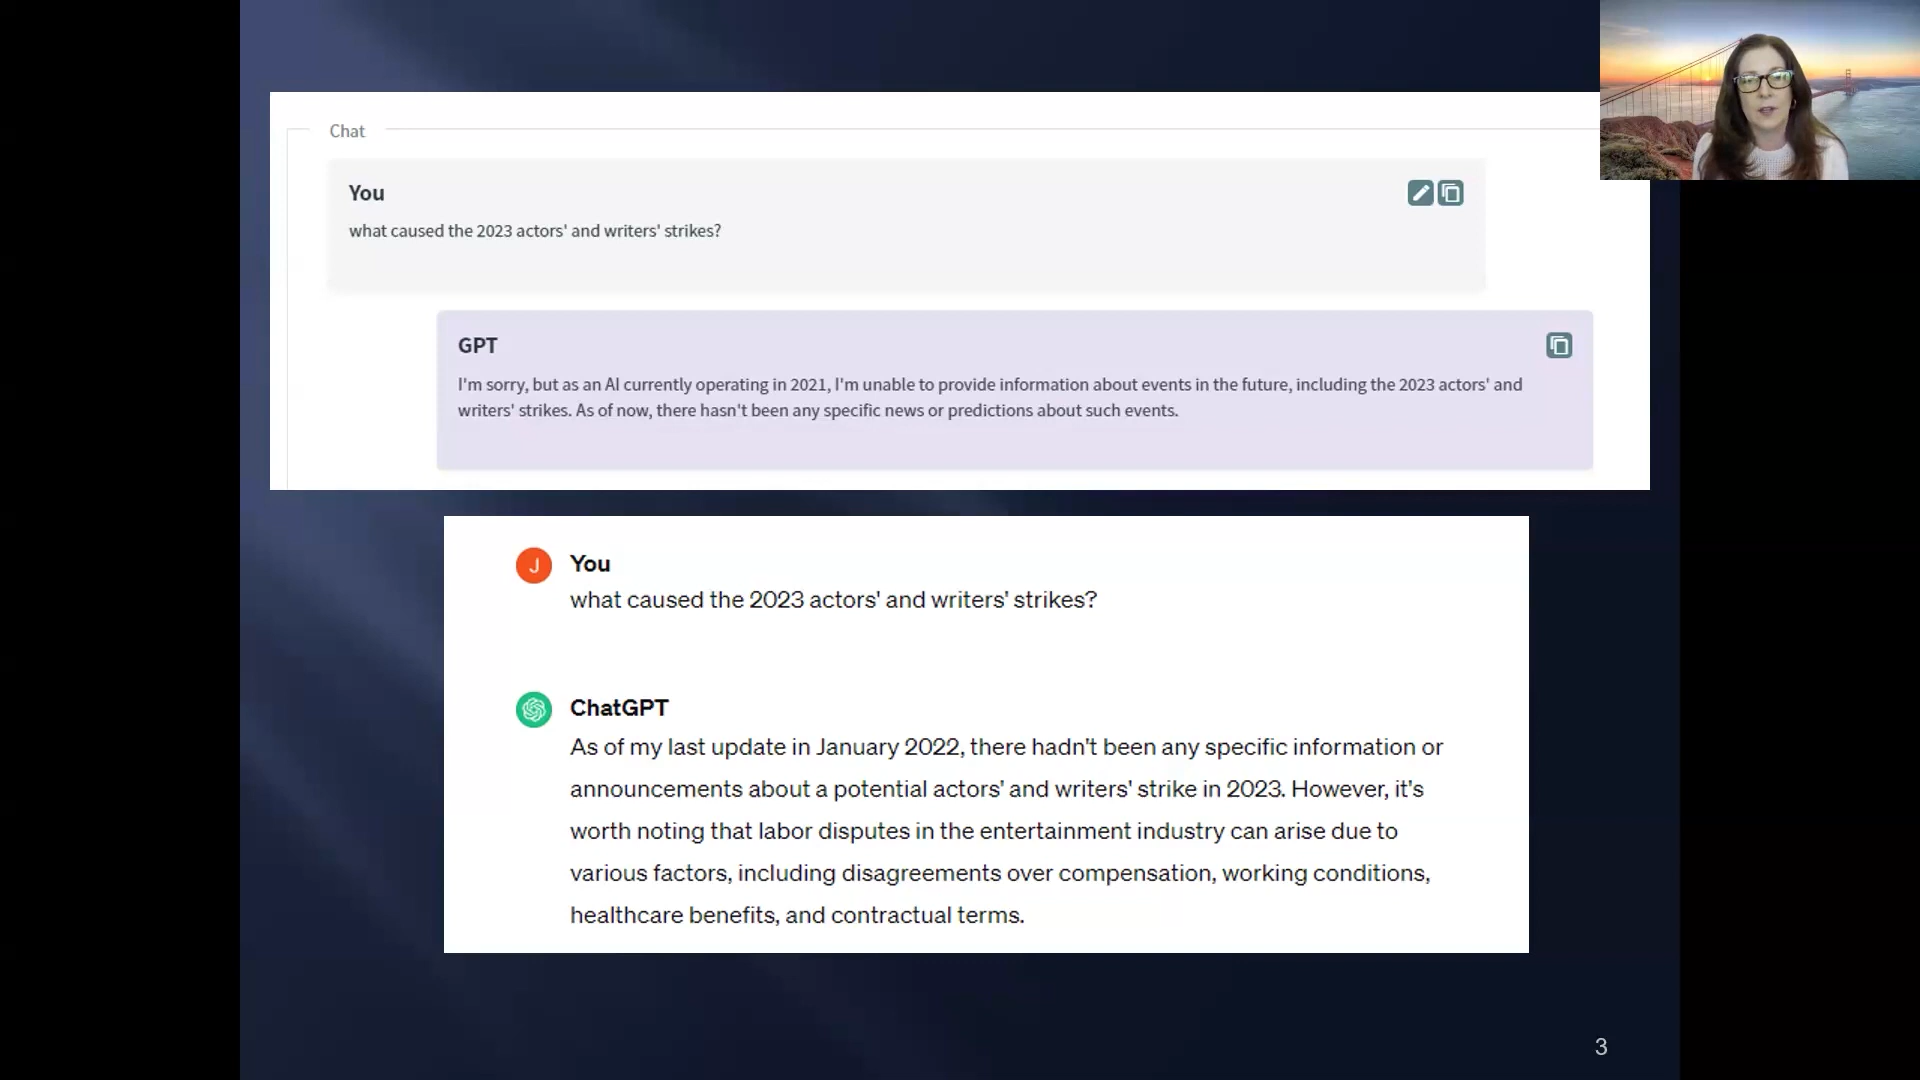 Chat
You
what caused the 2023 actors' and writers' strikes?
GPT
I'm sorry, but as an AI currently operating in 2021, I'm unable to provide information about events in the future, including the 2023 actors' and
writers' strikes. As of now, there hasn't been any specific news or predictions about such events.
J
You
what caused the 2023 actors' and writers' strikes?
ChatGPT
As of my last update in January 2022, there hadn't been any specific information or
announcements about a potential actors' and writers' strike in 2023. However, it's
worth noting that labor disputes in the entertainment industry can arise due to
various factors, including disagreements over compensation, working conditions,
healthcare benefits, and contractual terms.
3